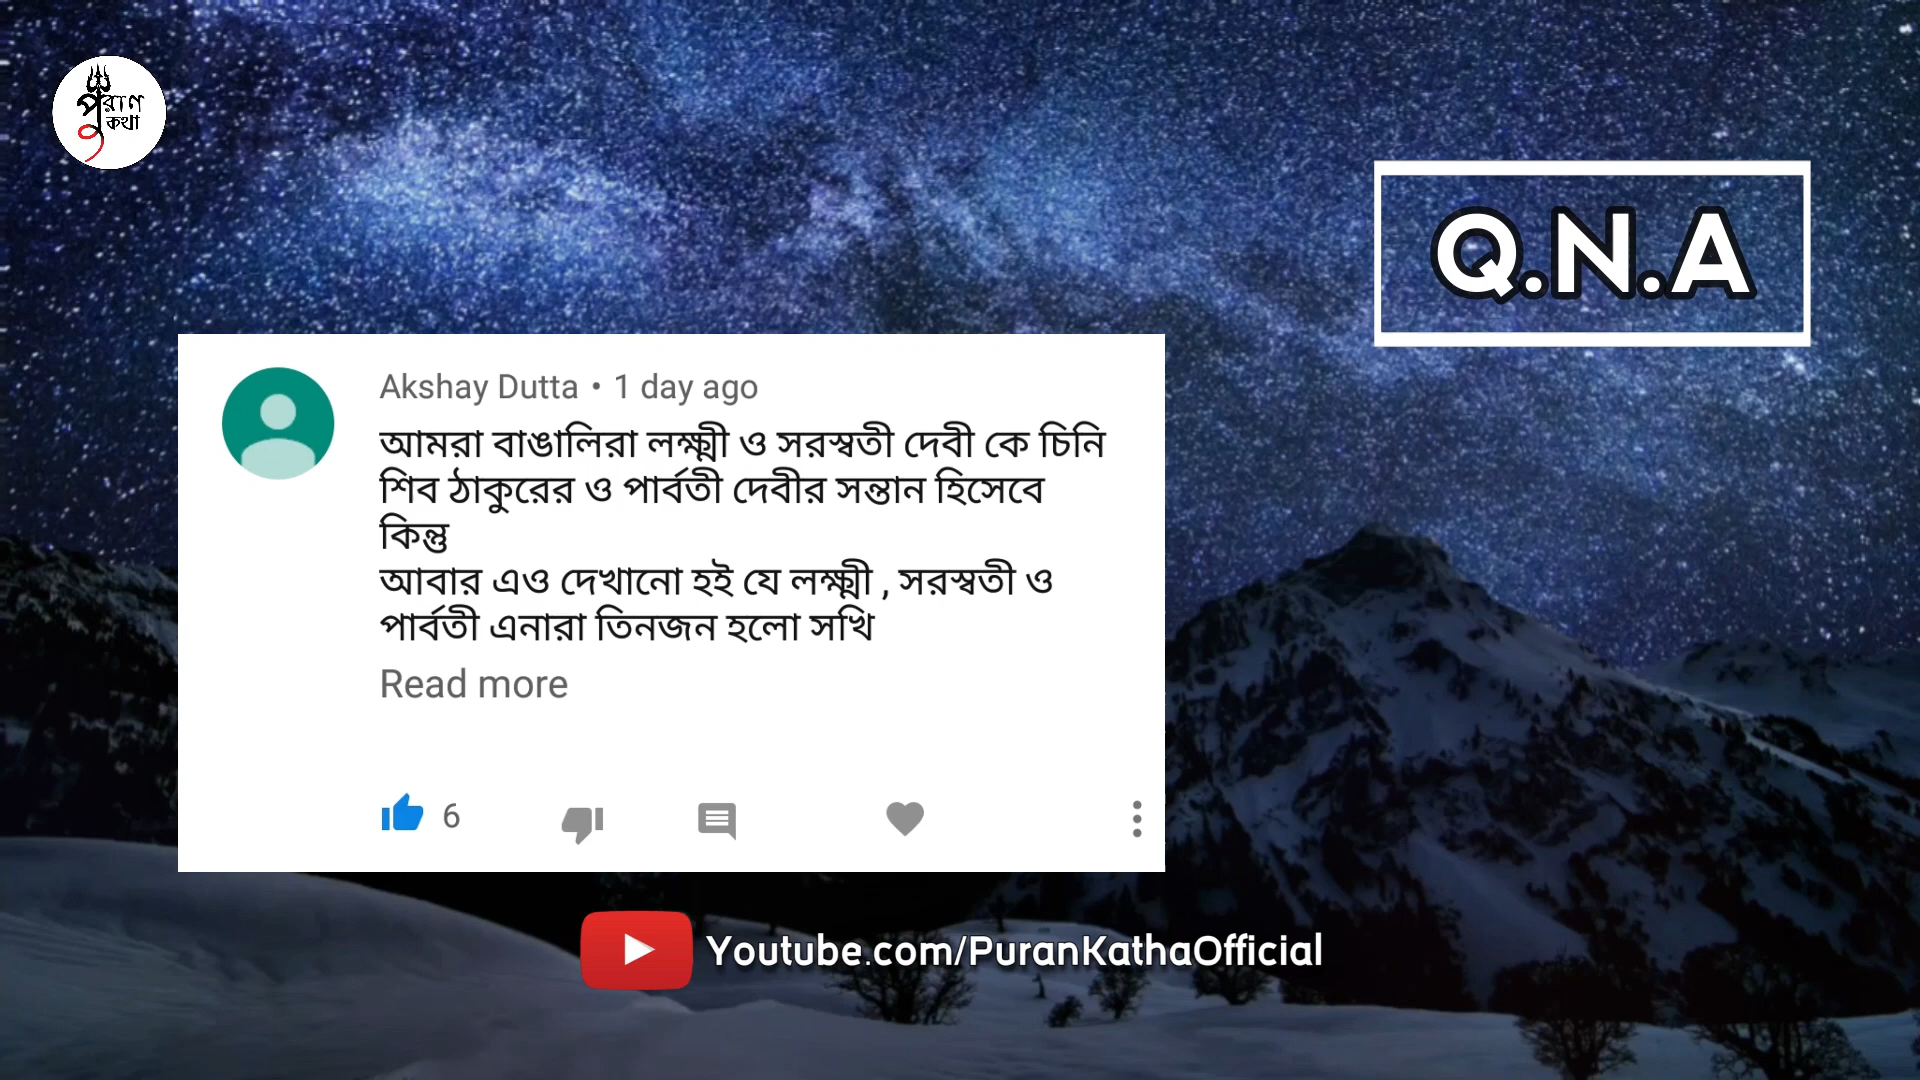 পুরাণ
কথা
Q.N.A
Akshay Dutta • 1 day ago
আমরা বাঙালিরা লক্ষ্মী ও সরস্বতী দেবী কে চিনি
শিব ঠাকুরের ও পার্বতী দেবীর সন্তান হিসেবে
কিন্তু
আবার এও দেখানো হই যে লক্ষ্মী , সরস্বতী ও
পার্বতী এনারা তিনজন হলো সখি
Read more
6
Youtube.com/PuranKathaOfficial